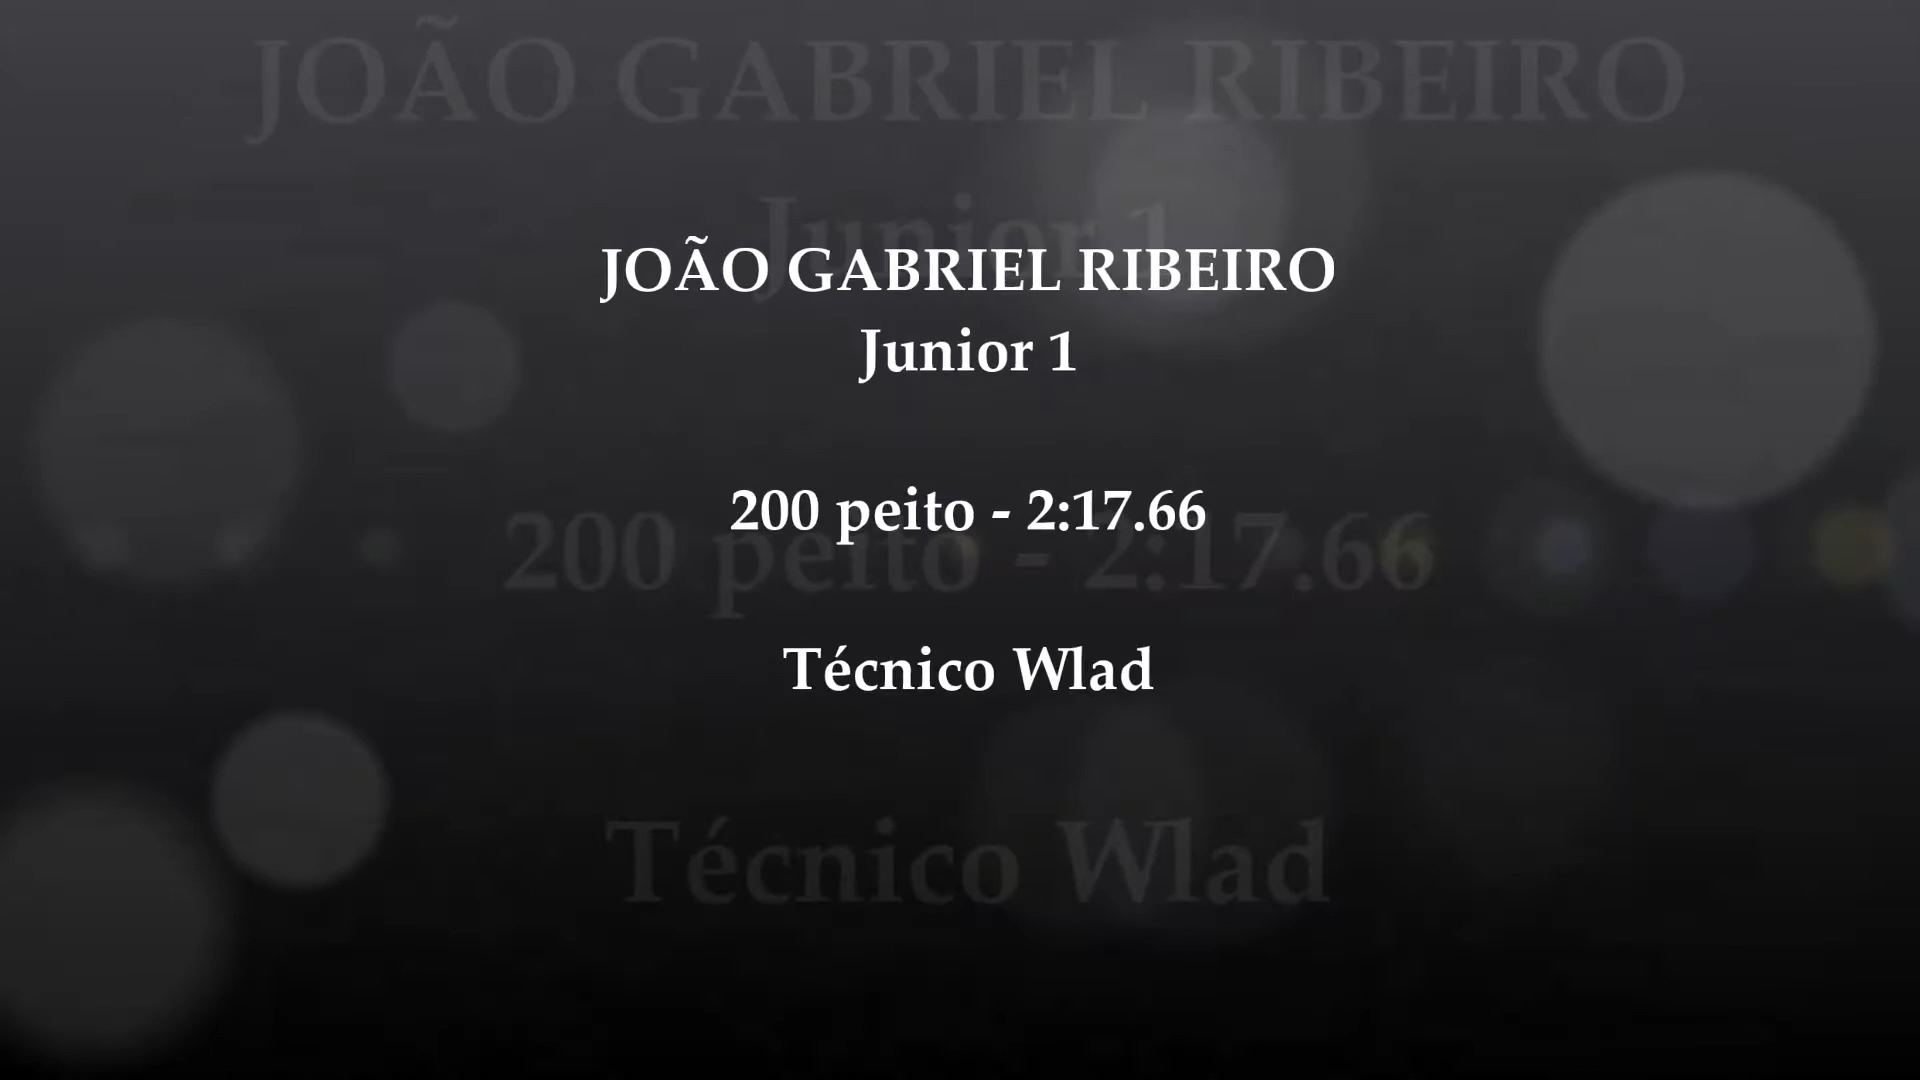 JOÃO GABRIEL RIBEIRO
Junior 1
200 peito - 2:17.66
Técnico Wlad